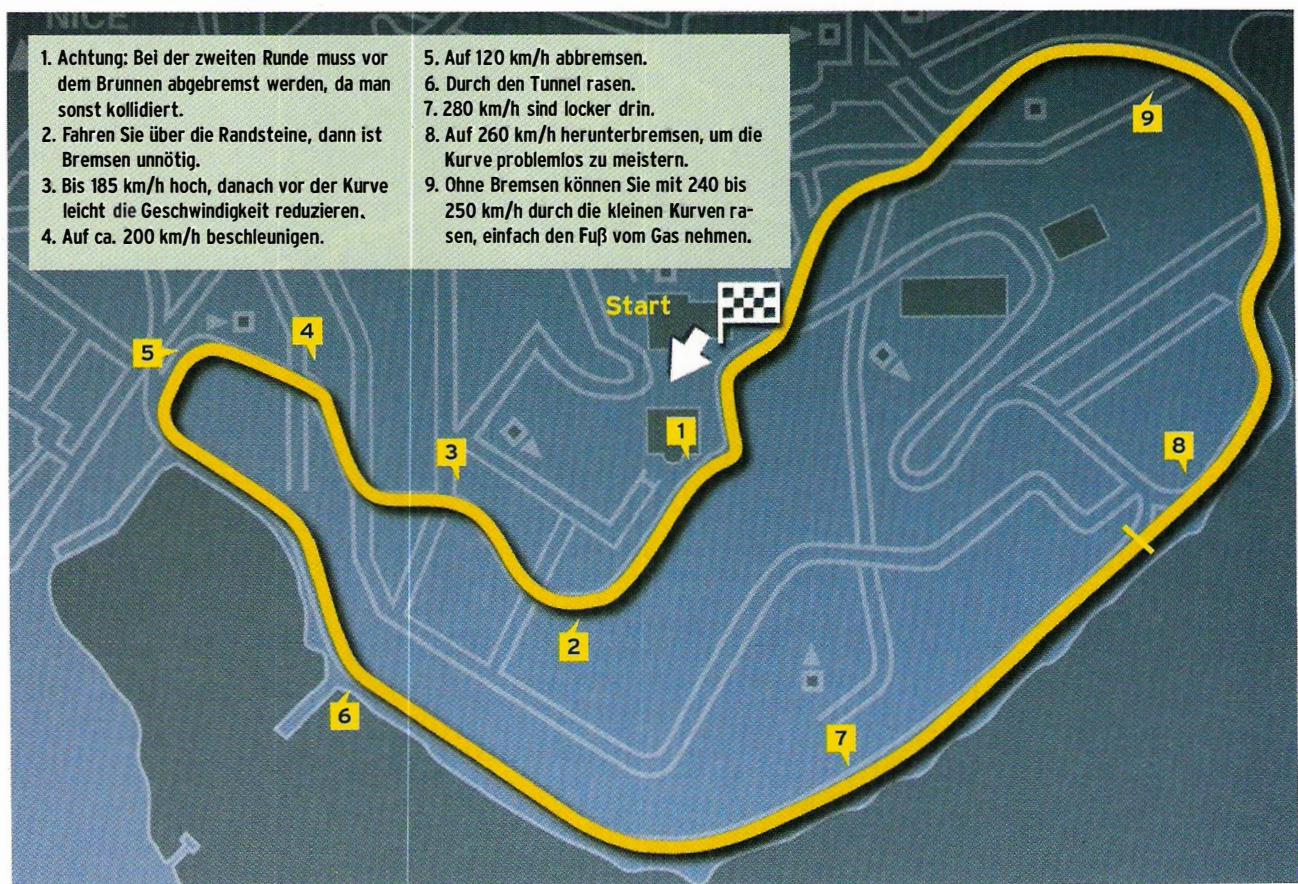 NICE
1. Achtung: Bei der zweiten Runde muss vor
dem Brunnen abgebremst werden, da man
sonst kollidiert.
2. Fahren Sie über die Randsteine, dann ist
Bremsen unnötig.
3. Bis 185 km/h hoch, danach vor der Kurve
leicht die Geschwindigkeit reduzieren.
4. Auf ca. 200 km/h beschleunigen.
5. Auf 120 km/h abbremsen.
6. Durch den Tunnel rasen.
7. 280 km/h sind locker drin.
8. Auf 260 km/h herunterbremsen, um die
Kurve problemlos zu meistern.
9. Ohne Bremsen können Sie mit 240 bis
250 km/h durch die kleinen Kurven ra-
sen, einfach den Fuß vom Gas nehmen.
9
Start
4
5
1
3
8
2
6
7